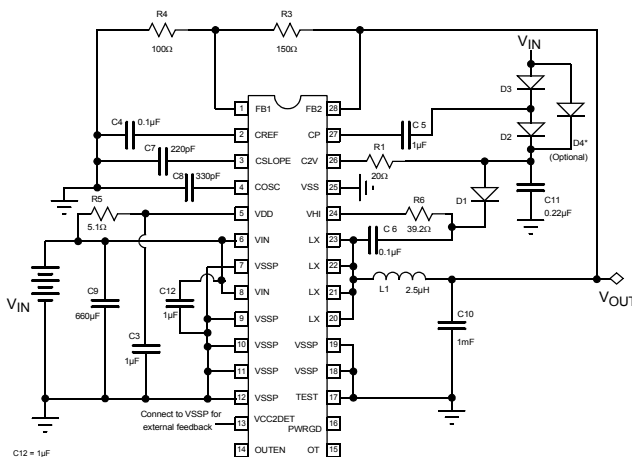 R4
100Ω
R3
150Ω
VIN
D3
D2
D4*
(Optional)
C4 0.1µF
C7 220pF
C8 330pF
R5
5.1Ω
VIN
C9
660µF
C3
1µF
C12
1µF
1 FB1
2 CREF
3 CSLOPE
4 COSC
5 VDD
6 VIN
7 VSSP
8 VIN
9 VSSP
10 VSSP
11 VSSP
12 VSSP
13 VCC2DET
14 OUTEN
FB2 28
CP 27
C2V 26
VSS 25
VHI 24
LX 23
LX 22
LX 21
LX 20
VSSP 19
VSSP 18
TEST 17
PWRGD 16
OT 15
C 5
1µF
R1
20Ω
D1
C11
0.22µF
R6
39.2Ω
C 6
0.1µF
L1 2.5µH
VOUT
C10
1mF
Connect to VSSP for
external feedback
C12 = 1µF